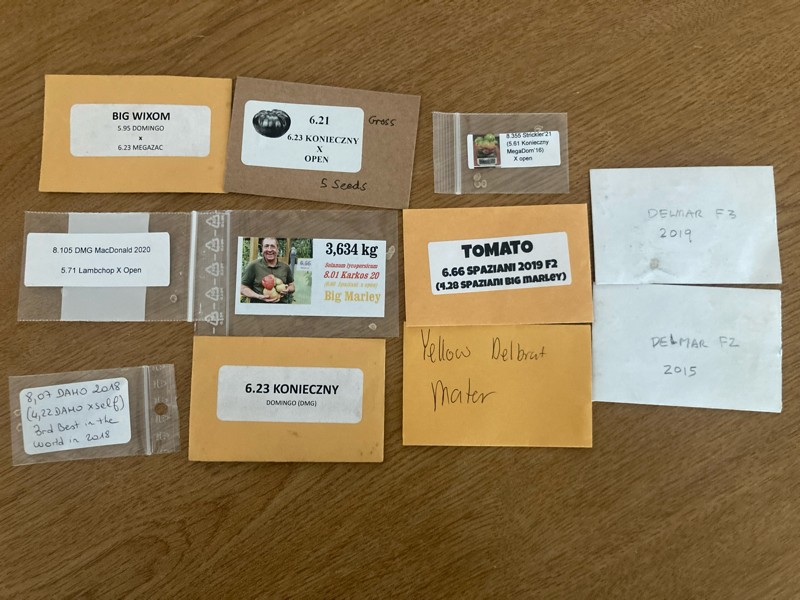 BIG WIXOM
5.95 DOMINGO
x
6.23 MEGAZAC
6.21
6.23 KONIECZNY
X
OPEN
Gross
5 Seeds
8.355 Strickler'21
(5.61 Konieczny
MegaDom'16)
X open
DELMAR F3
2019
8.105 DMG MacDonald 2020
5.71 Lambchop X Open
3,634 kg
Solanum lycopersicum
8.01 Karkos 20
Big Marley
TOMATO
6.66 SPAZIANI 2019 F2
(4.28 SPAZIANI BIG MARLEY)
DELMAR F2
2015
8,07 DAHO 2018
(4,22 DAHO x self)
3rd Best in the
World in 2018
6.23 KONIECZNY
DOMINGO (DMG)
Yellow Delbrat
Mater